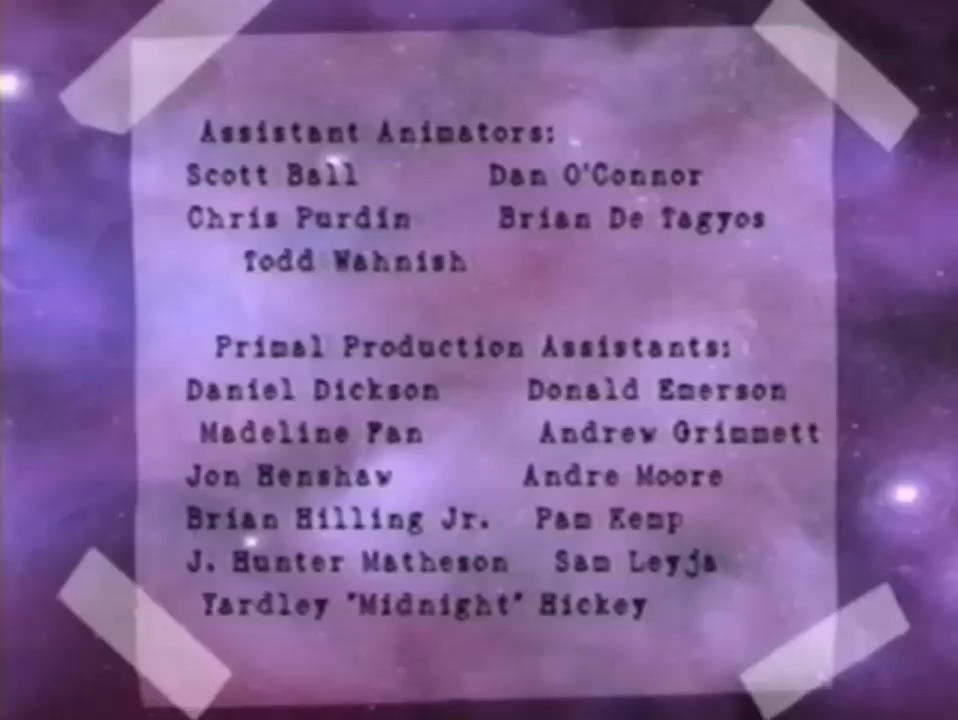 Assistant Animators:
Scott Ball Dan O'Connor
Chris Purdin Brian De Tagyos
Todd Wahnish
Primal Production Assistants:
Daniel Dickson Donald Emerson
Madeline Fan Andrew Grimmett
Jon Henshaw Andre Moore
Brian Hilling Jr. Pam Kemp
J. Hunter Matheson Sam Leyja
Yardley "Midnight" Hickey